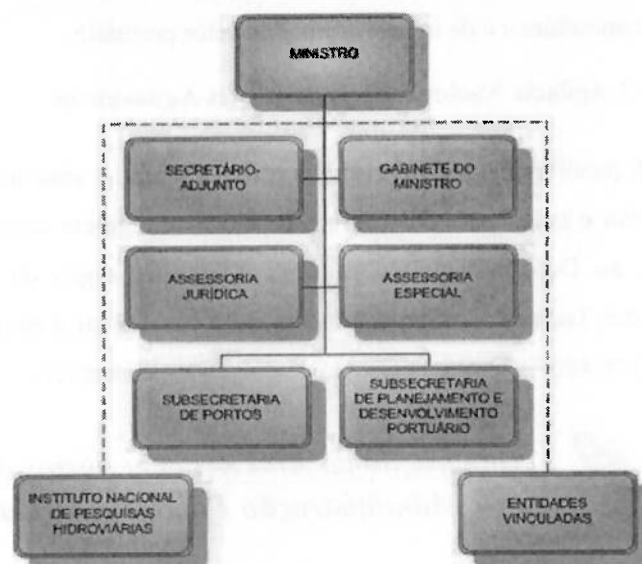 MINISTRO
SECRETÁRIO-
ADJUNTO
GABINETE DO
MINISTRO
ASSESSORIA
JURÍDICA
ASSESSORIA
ESPECIAL
SUBSECRETARIA
DE PORTOS
SUBSECRETARIA
DE PLANEJAMENTO E
DESENVOLVIMENTO
PORTUÁRIO
INSTITUTO NACIONAL
DE PESQUISAS
HIDROVIÁRIAS
ENTIDADES
VINCULADAS